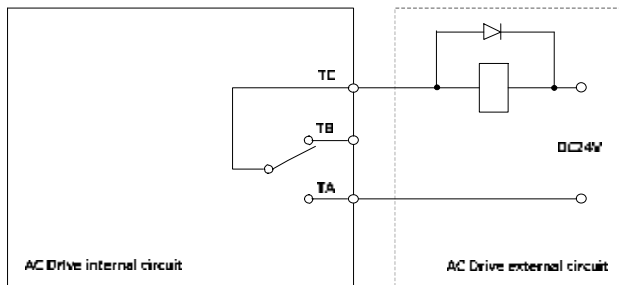 TC
TB
DC24V
TA
AC Drive internal circuit
AC Drive external circuit